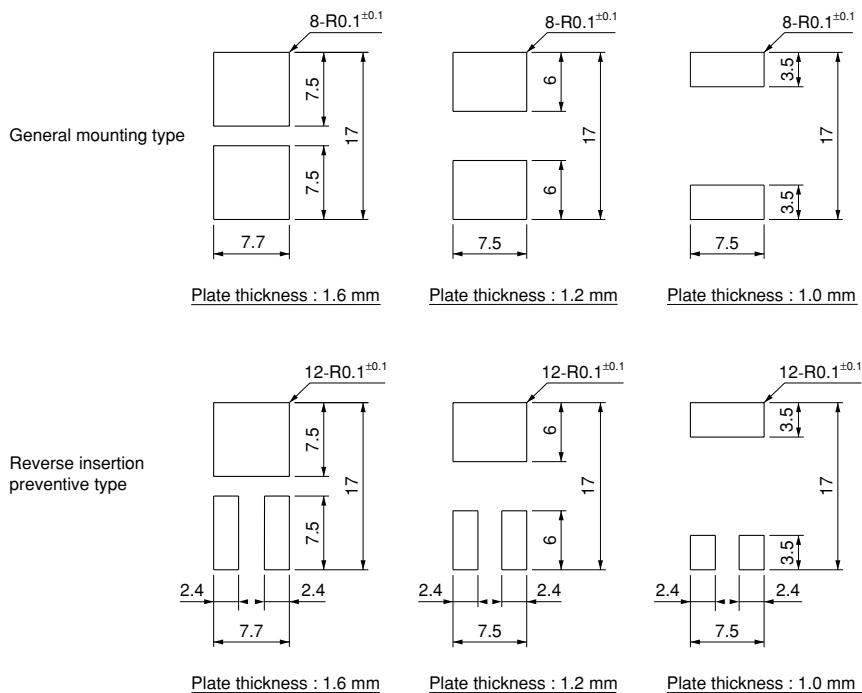 8-R0.1±0.1
8-R0.1±0.1
8-R0.1±0.1
General mounting type
7.5
7.5
17
7.7
6
6
17
7.5
3.5
3.5
17
7.5
Plate thickness : 1.6 mm
Plate thickness : 1.2 mm
Plate thickness : 1.0 mm
12-R0.1±0.1
12-R0.1±0.1
12-R0.1±0.1
Reverse insertion
preventive type
7.5
7.5
17
2.4
2.4
7.7
6
6
17
2.4
2.4
7.5
3.5
3.5
17
2.4
2.4
7.5
Plate thickness : 1.6 mm
Plate thickness : 1.2 mm
Plate thickness : 1.0 mm